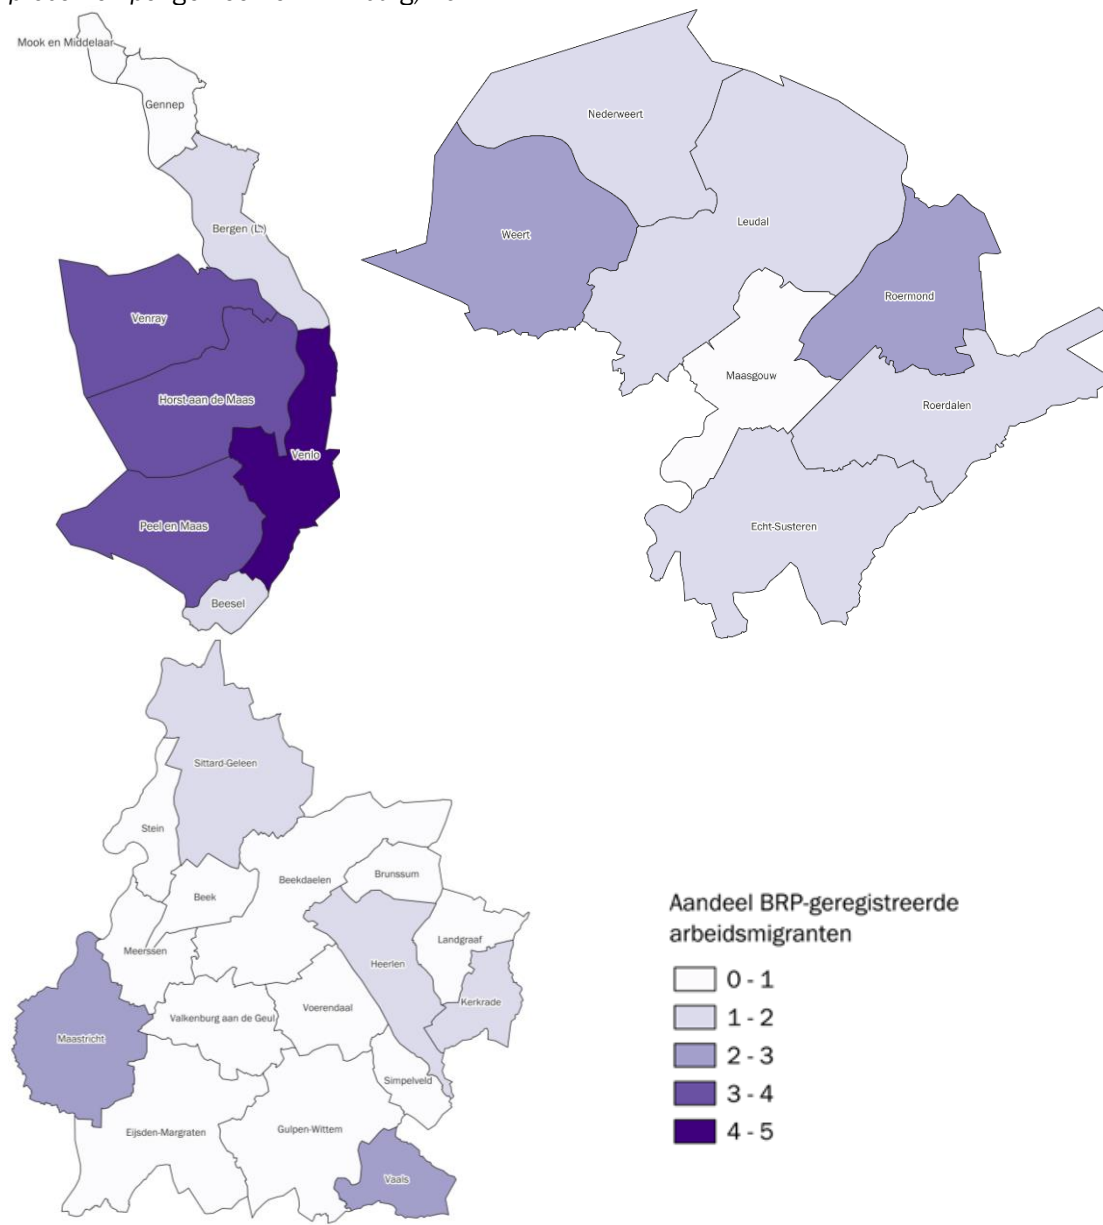 Mook en Middelaar
Gennep
Bergen (L)
Venray
Horst aan de Maas
Venlo
Peel en Maas
Beesel
Nederweert
Weert
Leudal
Roermond
Maasgouw
Roerdalen
Echt-Susteren
Sittard-Geleen
Stein
Beek
Beekdaelen
Brunssum
Meerssen
Landgraaf
Heerlen
Kerkrade
Maastricht
Valkenburg aan de Geul
Voerendaal
Simpelveld
Eijsden-Margraten
Gulpen-Wittem
Vaals
Aandeel BRP-geregistreerde
arbeidsmigranten
0 - 1
1 - 2
2 - 3
3 - 4
4 - 5